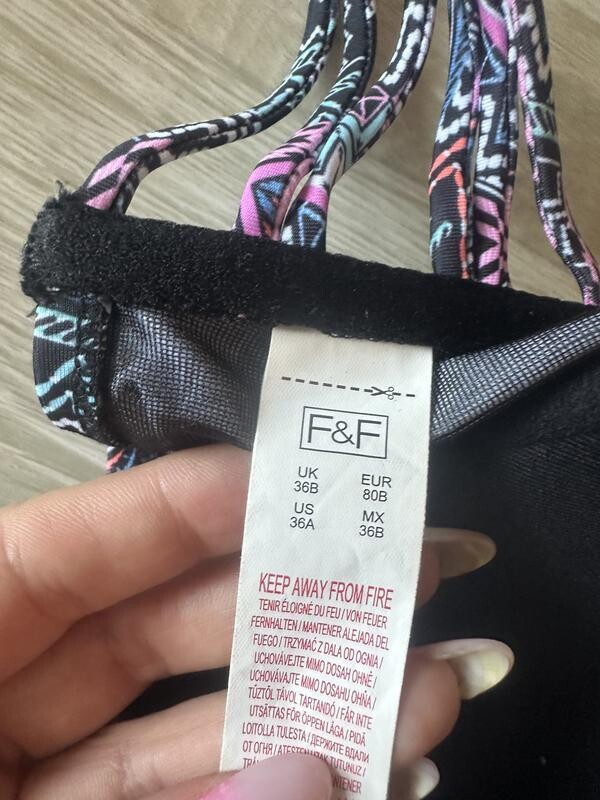 F&F
UK
36B
EUR
80B
US
36A
MX
36B
KEEP AWAY FROM FIRE
TENIR ÉLOIGNÉ DU FEU / VON FEUER
FERNHALTEN / MANTENER ALEJADA DEL
FUEGO / TRZYMAĆ Z DALA OD OGNIA /
UCHOVÁVEJTE MIMO DOSAH OHNĚ /
UCHOVÁVAJTE MIMO DOSAHU OHŇA /
TŰZTŐL TÁVOL TARTANDÓ / FÅR INTE
UTSÄTTAS FÖR ÖPPEN LÅGA / PIDÄ
LOITOLLA TULESTA / ДЕРЖИТЕ ВДАЛИ
ОТ ОГНЯ / ATEŞTEN UZAK TUTUNUZ /